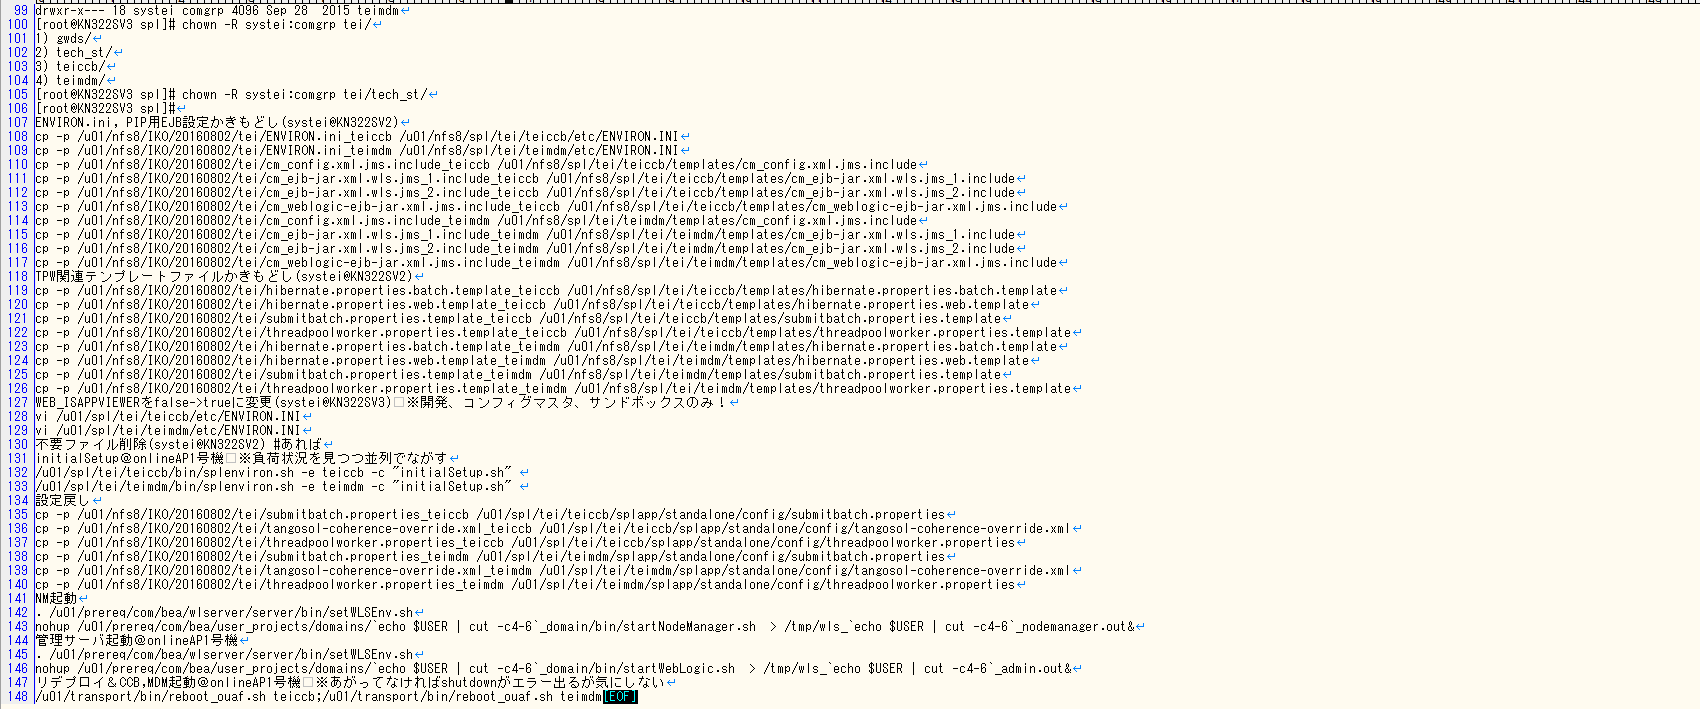 99 drwxr-x--- 18 systei comgrp 4096 Sep 28  2015 teimdm↵
100 [root@KN322SV3 spl]# chown -R systei:comgrp tei/↵
101 1) gwds/↵
102 2) tech_st/↵
103 3) teiccb/↵
104 4) teimdm/↵
105 [root@KN322SV3 spl]# chown -R systei:comgrp tei/tech_st/↵
106 [root@KN322SV3 spl]#↵
107 ENVIRON.ini, PIP用EJB設定かきもどし(systei@KN322SV2)↵
108 cp -p /u01/nfs8/IKO/20160802/tei/ENVIRON.ini_teiccb /u01/nfs8/spl/tei/teiccb/etc/ENVIRON.INI↵
109 cp -p /u01/nfs8/IKO/20160802/tei/ENVIRON.ini_teimdm /u01/nfs8/spl/tei/teimdm/etc/ENVIRON.INI↵
110 cp -p /u01/nfs8/IKO/20160802/tei/cm_config.xml.jms.include_teiccb /u01/nfs8/spl/tei/teiccb/templates/cm_config.xml.jms.include↵
111 cp -p /u01/nfs8/IKO/20160802/tei/cm_ejb-jar.xml.wls.jms_1.include_teiccb /u01/nfs8/spl/tei/teiccb/templates/cm_ejb-jar.xml.wls.jms_1.include↵
112 cp -p /u01/nfs8/IKO/20160802/tei/cm_ejb-jar.xml.wls.jms_2.include_teiccb /u01/nfs8/spl/tei/teiccb/templates/cm_ejb-jar.xml.wls.jms_2.include↵
113 cp -p /u01/nfs8/IKO/20160802/tei/cm_weblogic-ejb-jar.xml.jms.include_teiccb /u01/nfs8/spl/tei/teiccb/templates/cm_weblogic-ejb-jar.xml.jms.include↵
114 cp -p /u01/nfs8/IKO/20160802/tei/cm_config.xml.jms.include_teimdm /u01/nfs8/spl/tei/teimdm/templates/cm_config.xml.jms.include↵
115 cp -p /u01/nfs8/IKO/20160802/tei/cm_ejb-jar.xml.wls.jms_1.include_teimdm /u01/nfs8/spl/tei/teimdm/templates/cm_ejb-jar.xml.wls.jms_1.include↵
116 cp -p /u01/nfs8/IKO/20160802/tei/cm_ejb-jar.xml.wls.jms_2.include_teimdm /u01/nfs8/spl/tei/teimdm/templates/cm_ejb-jar.xml.wls.jms_2.include↵
117 cp -p /u01/nfs8/IKO/20160802/tei/cm_weblogic-ejb-jar.xml.jms.include_teimdm /u01/nfs8/spl/tei/teimdm/templates/cm_weblogic-ejb-jar.xml.jms.include↵
118 TPW関連テンプレートファイルかきもどし(systei@KN322SV2)↵
119 cp -p /u01/nfs8/IKO/20160802/tei/hibernate.properties.batch.template_teiccb /u01/nfs8/spl/tei/teiccb/templates/hibernate.properties.batch.template↵
120 cp -p /u01/nfs8/IKO/20160802/tei/hibernate.properties.web.template_teiccb /u01/nfs8/spl/tei/teiccb/templates/hibernate.properties.web.template↵
121 cp -p /u01/nfs8/IKO/20160802/tei/submitbatch.properties.template_teiccb /u01/nfs8/spl/tei/teiccb/templates/submitbatch.properties.template↵
122 cp -p /u01/nfs8/IKO/20160802/tei/threadpoolworker.properties.template_teiccb /u01/nfs8/spl/tei/teiccb/templates/threadpoolworker.properties.template↵
123 cp -p /u01/nfs8/IKO/20160802/tei/hibernate.properties.batch.template_teimdm /u01/nfs8/spl/tei/teimdm/templates/hibernate.properties.batch.template↵
124 cp -p /u01/nfs8/IKO/20160802/tei/hibernate.properties.web.template_teimdm /u01/nfs8/spl/tei/teimdm/templates/hibernate.properties.web.template↵
125 cp -p /u01/nfs8/IKO/20160802/tei/submitbatch.properties.template_teimdm /u01/nfs8/spl/tei/teimdm/templates/submitbatch.properties.template↵
126 cp -p /u01/nfs8/IKO/20160802/tei/threadpoolworker.properties.template_teimdm /u01/nfs8/spl/tei/teimdm/templates/threadpoolworker.properties.template↵
127 WEB_ISAPPVIEWIERをfalse->trueに変更(systei@KN322SV3)□※開発、コンフィグマスタ、サンドボックスのみ！↵
128 vi /u01/spl/tei/teiccb/etc/ENVIRON.INI↵
129 vi /u01/spl/tei/teimdm/etc/ENVIRON.INI↵
130 不要ファイル削除(systei@KN322SV2) #あれば↵
131 initialSetup＠onlineAP1号機□※負荷状況を見つつ並列でながす↵
132 /u01/spl/tei/teiccb/bin/splenviron.sh -e teiccb -c "initialSetup.sh" ↵
133 /u01/spl/tei/teimdm/bin/splenviron.sh -e teimdm -c "initialSetup.sh" ↵
134 設定戻し↵
135 cp -p /u01/nfs8/IKO/20160802/tei/submitbatch.properties_teiccb /u01/spl/tei/teiccb/splapp/standalone/config/submitbatch.properties↵
136 cp -p /u01/nfs8/IKO/20160802/tei/tangosol-coherence-override.xml_teiccb /u01/spl/tei/teiccb/splapp/standalone/config/tangosol-coherence-override.xml↵
137 cp -p /u01/nfs8/IKO/20160802/tei/threadpoolworker.properties_teiccb /u01/spl/tei/teiccb/splapp/standalone/config/threadpoolworker.properties↵
138 cp -p /u01/nfs8/IKO/20160802/tei/submitbatch.properties_teimdm /u01/spl/tei/teimdm/splapp/standalone/config/submitbatch.properties↵
139 cp -p /u01/nfs8/IKO/20160802/tei/tangosol-coherence-override.xml_teimdm /u01/spl/tei/teimdm/splapp/standalone/config/tangosol-coherence-override.xml↵
140 cp -p /u01/nfs8/IKO/20160802/tei/threadpoolworker.properties_teimdm /u01/spl/tei/teimdm/splapp/standalone/config/threadpoolworker.properties↵
141 NM起動↵
142 . /u01/prereq/com/bea/wlserver/server/bin/setWLSEnv.sh↵
143 nohup /u01/prereq/com/bea/user_projects/domains/`echo $USER | cut -c4-6`_domain/bin/startNodeManager.sh  > /tmp/wls_`echo $USER | cut -c4-6`_nodemanager.out&↵
144 管理サーバ起動＠onlineAP1号機↵
145 . /u01/prereq/com/bea/wlserver/server/bin/setWLSEnv.sh↵
146 nohup /u01/prereq/com/bea/user_projects/domains/`echo $USER | cut -c4-6`_domain/bin/startWebLogic.sh  > /tmp/wls_`echo $USER | cut -c4-6`_admin.out&↵
147 リデプロイ＆CCB,MDM起動＠onlineAP1号機□※あがってなければshutdownがエラー出るが気にしない↵
148 /u01/transport/bin/reboot_ouaf.sh teiccb;/u01/transport/bin/reboot_ouaf.sh teimdm[EOF]